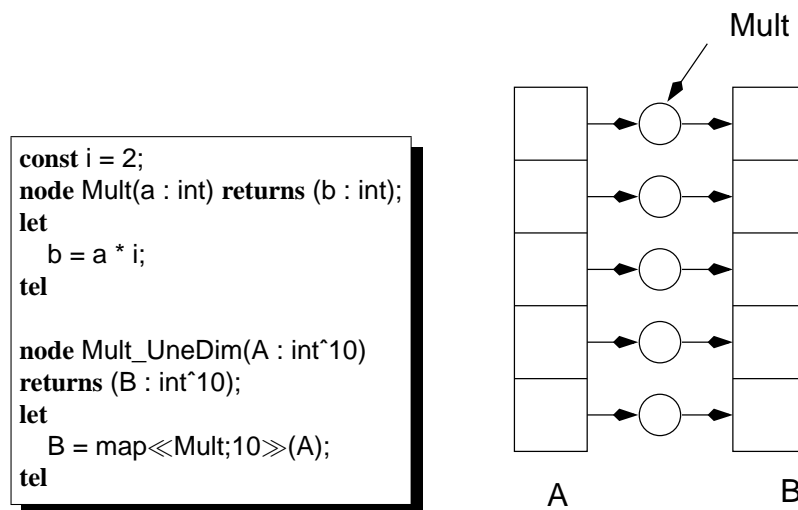 const i = 2;
node Mult(a : int) returns (b : int);
let
b = a * i;
tel
node Mult_UneDim(A : int^10)
returns (B : int^10);
let
B = map≪Mult;10≫(A);
tel
Mult
A
B